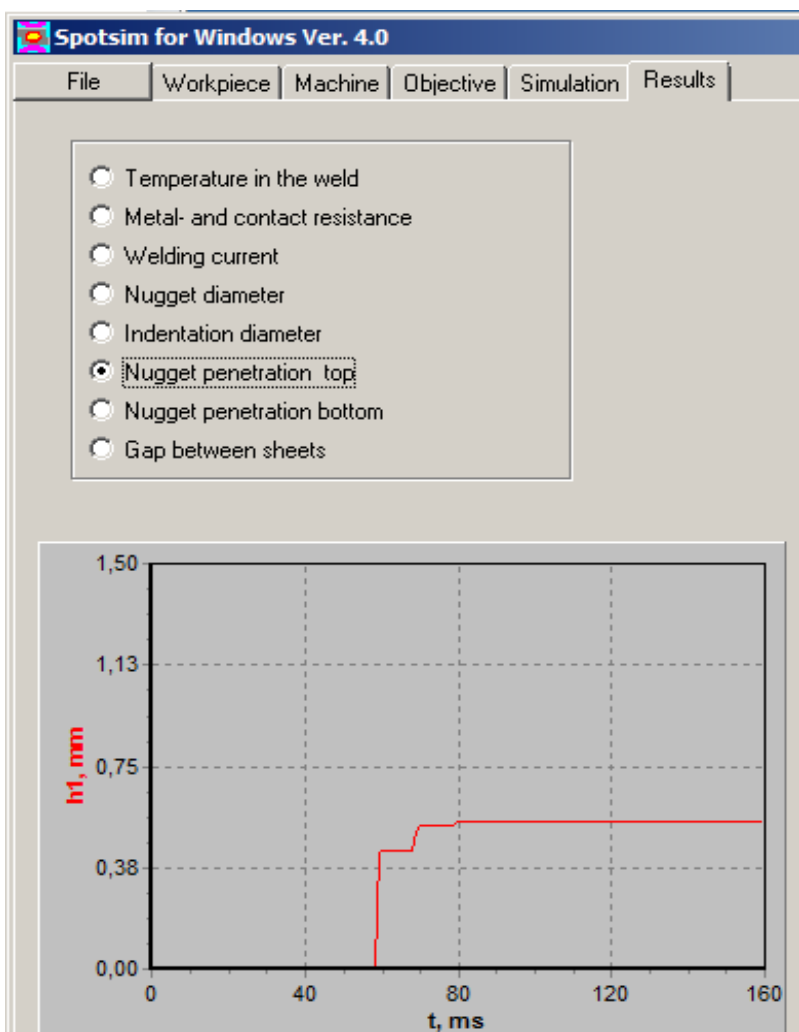 Spotsim for Windows Ver. 4.0
File Workpiece Machine Objective Simulation Results
Temperature in the weld
Metal- and contact resistance
Welding current
Nugget diameter
Indentation diameter
Nugget penetration top
Nugget penetration bottom
Gap between sheets
1,50
1,13
0,75
0,38
0,00
h1, mm
0 40 80 120 160
t, ms